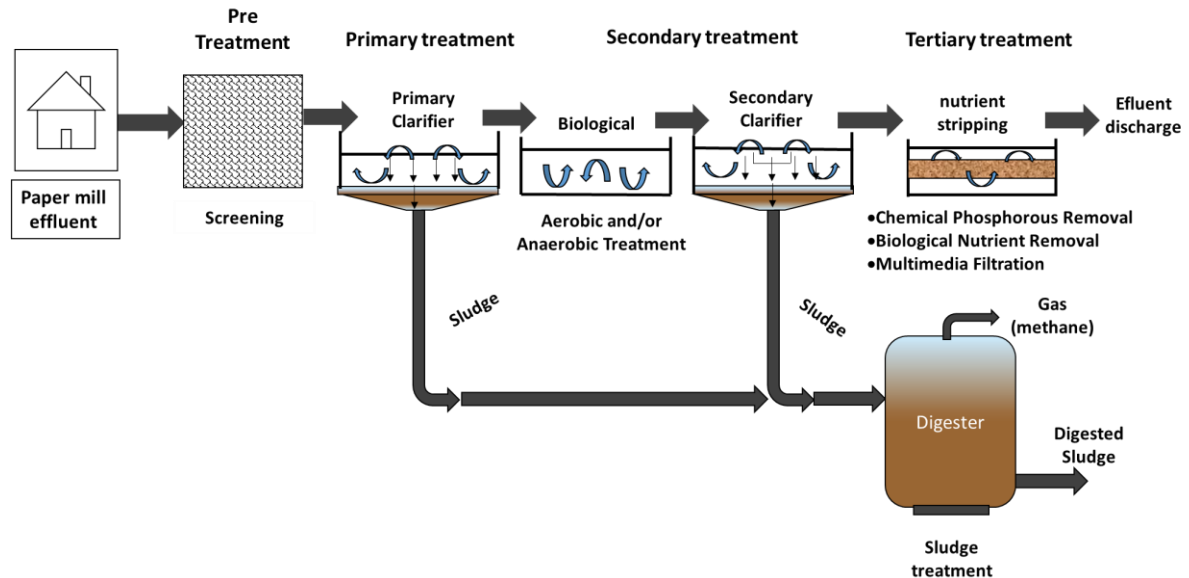 Pre
Treatment
Primary treatment
Secondary treatment
Tertiary treatment
Paper mill
effluent
Screening
Primary
Clarifier
Biological
Aerobic and/or
Anaerobic Treatment
Secondary
Clarifier
nutrient
stripping
Efluent
discharge
•Chemical Phosphorous Removal
•Biological Nutrient Removal
•Multimedia Filtration
Sludge
Sludge
Gas
(methane)
Digester
Digested
Sludge
Sludge
treatment